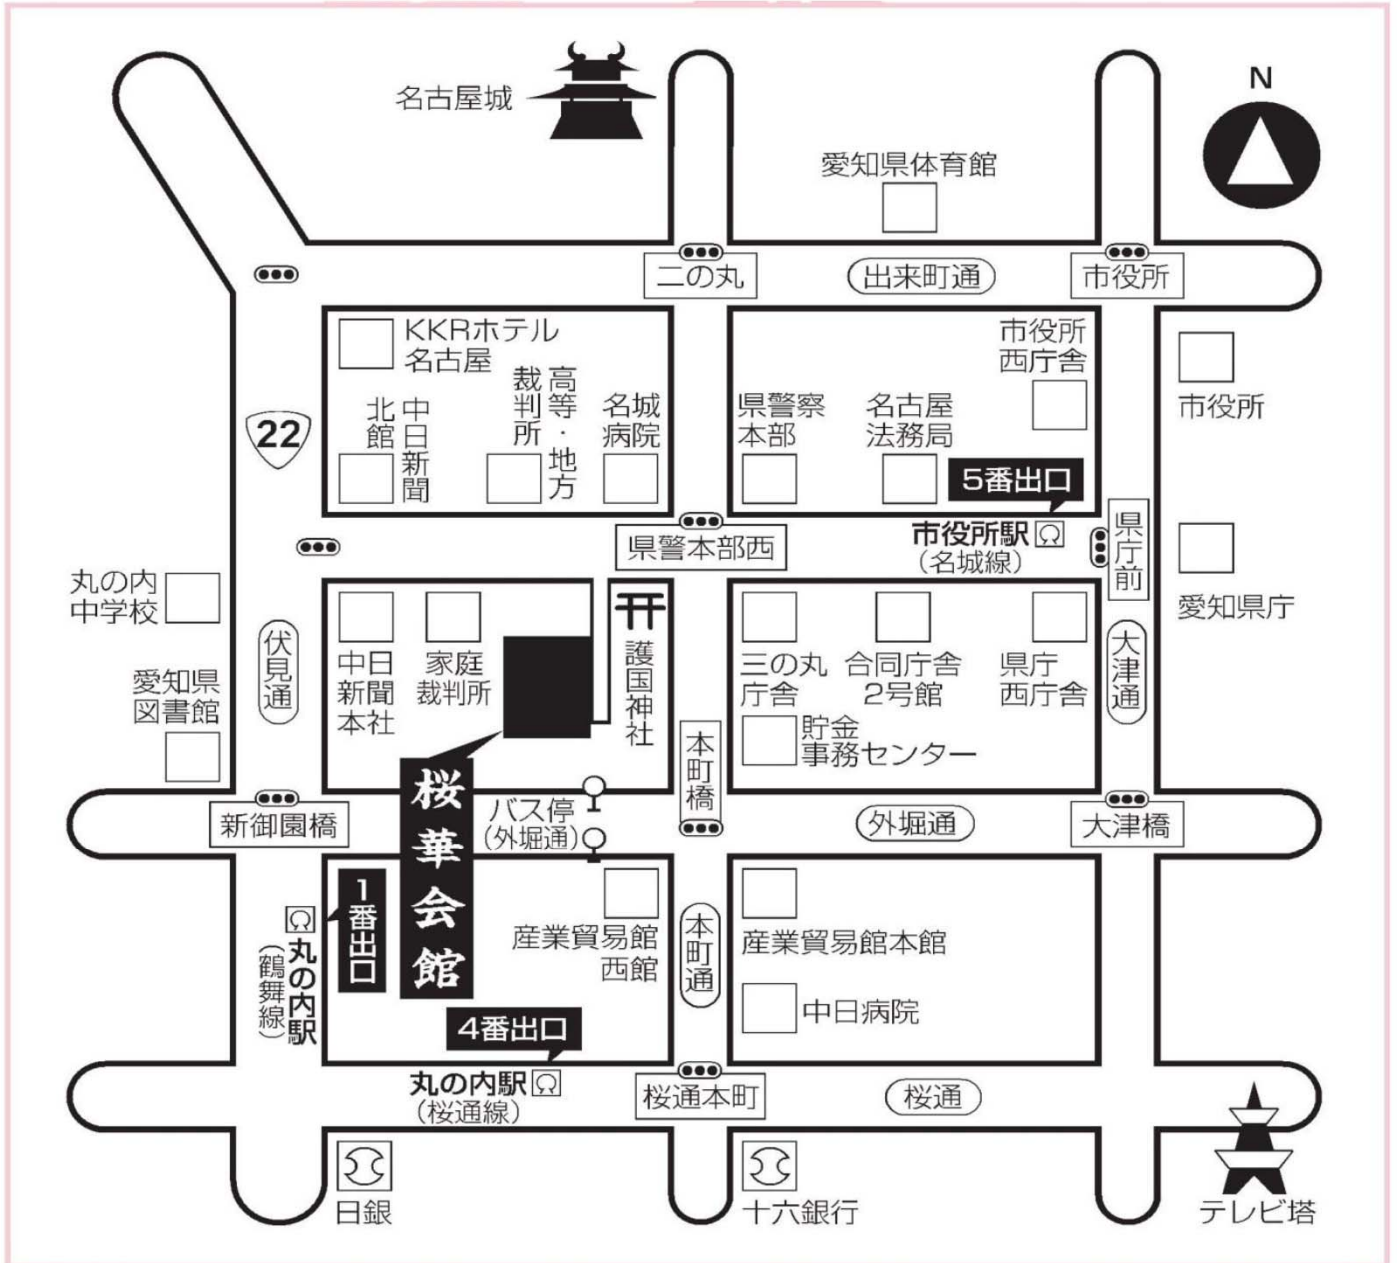 N
名古屋城
愛知県体育館
二の丸
出来町通
市役所
KKRホテル
名古屋
市役所
西庁舎
市役所
22
中日新聞
北館
高等・地方
裁判所
名城
病院
県警察
本部
名古屋
法務局
5番出口
県警本部西
市役所駅
(名城線)
県庁前
愛知県庁
丸の内
中学校
伏見通
中日
新聞
本社
家庭
裁判所
護国神社
三の丸
庁舎
合同庁舎
2号館
県庁
西庁舎
大津通
愛知県
図書館
貯金
事務センター
本町橋
桜華会館
新御園橋
バス停
(外堀通)
外堀通
大津橋
1番出口
丸の内駅
(鶴舞線)
産業貿易館
西館
本町通
産業貿易館本館
中日病院
4番出口
丸の内駅
(桜通線)
桜通本町
桜通
日銀
十六銀行
テレビ塔